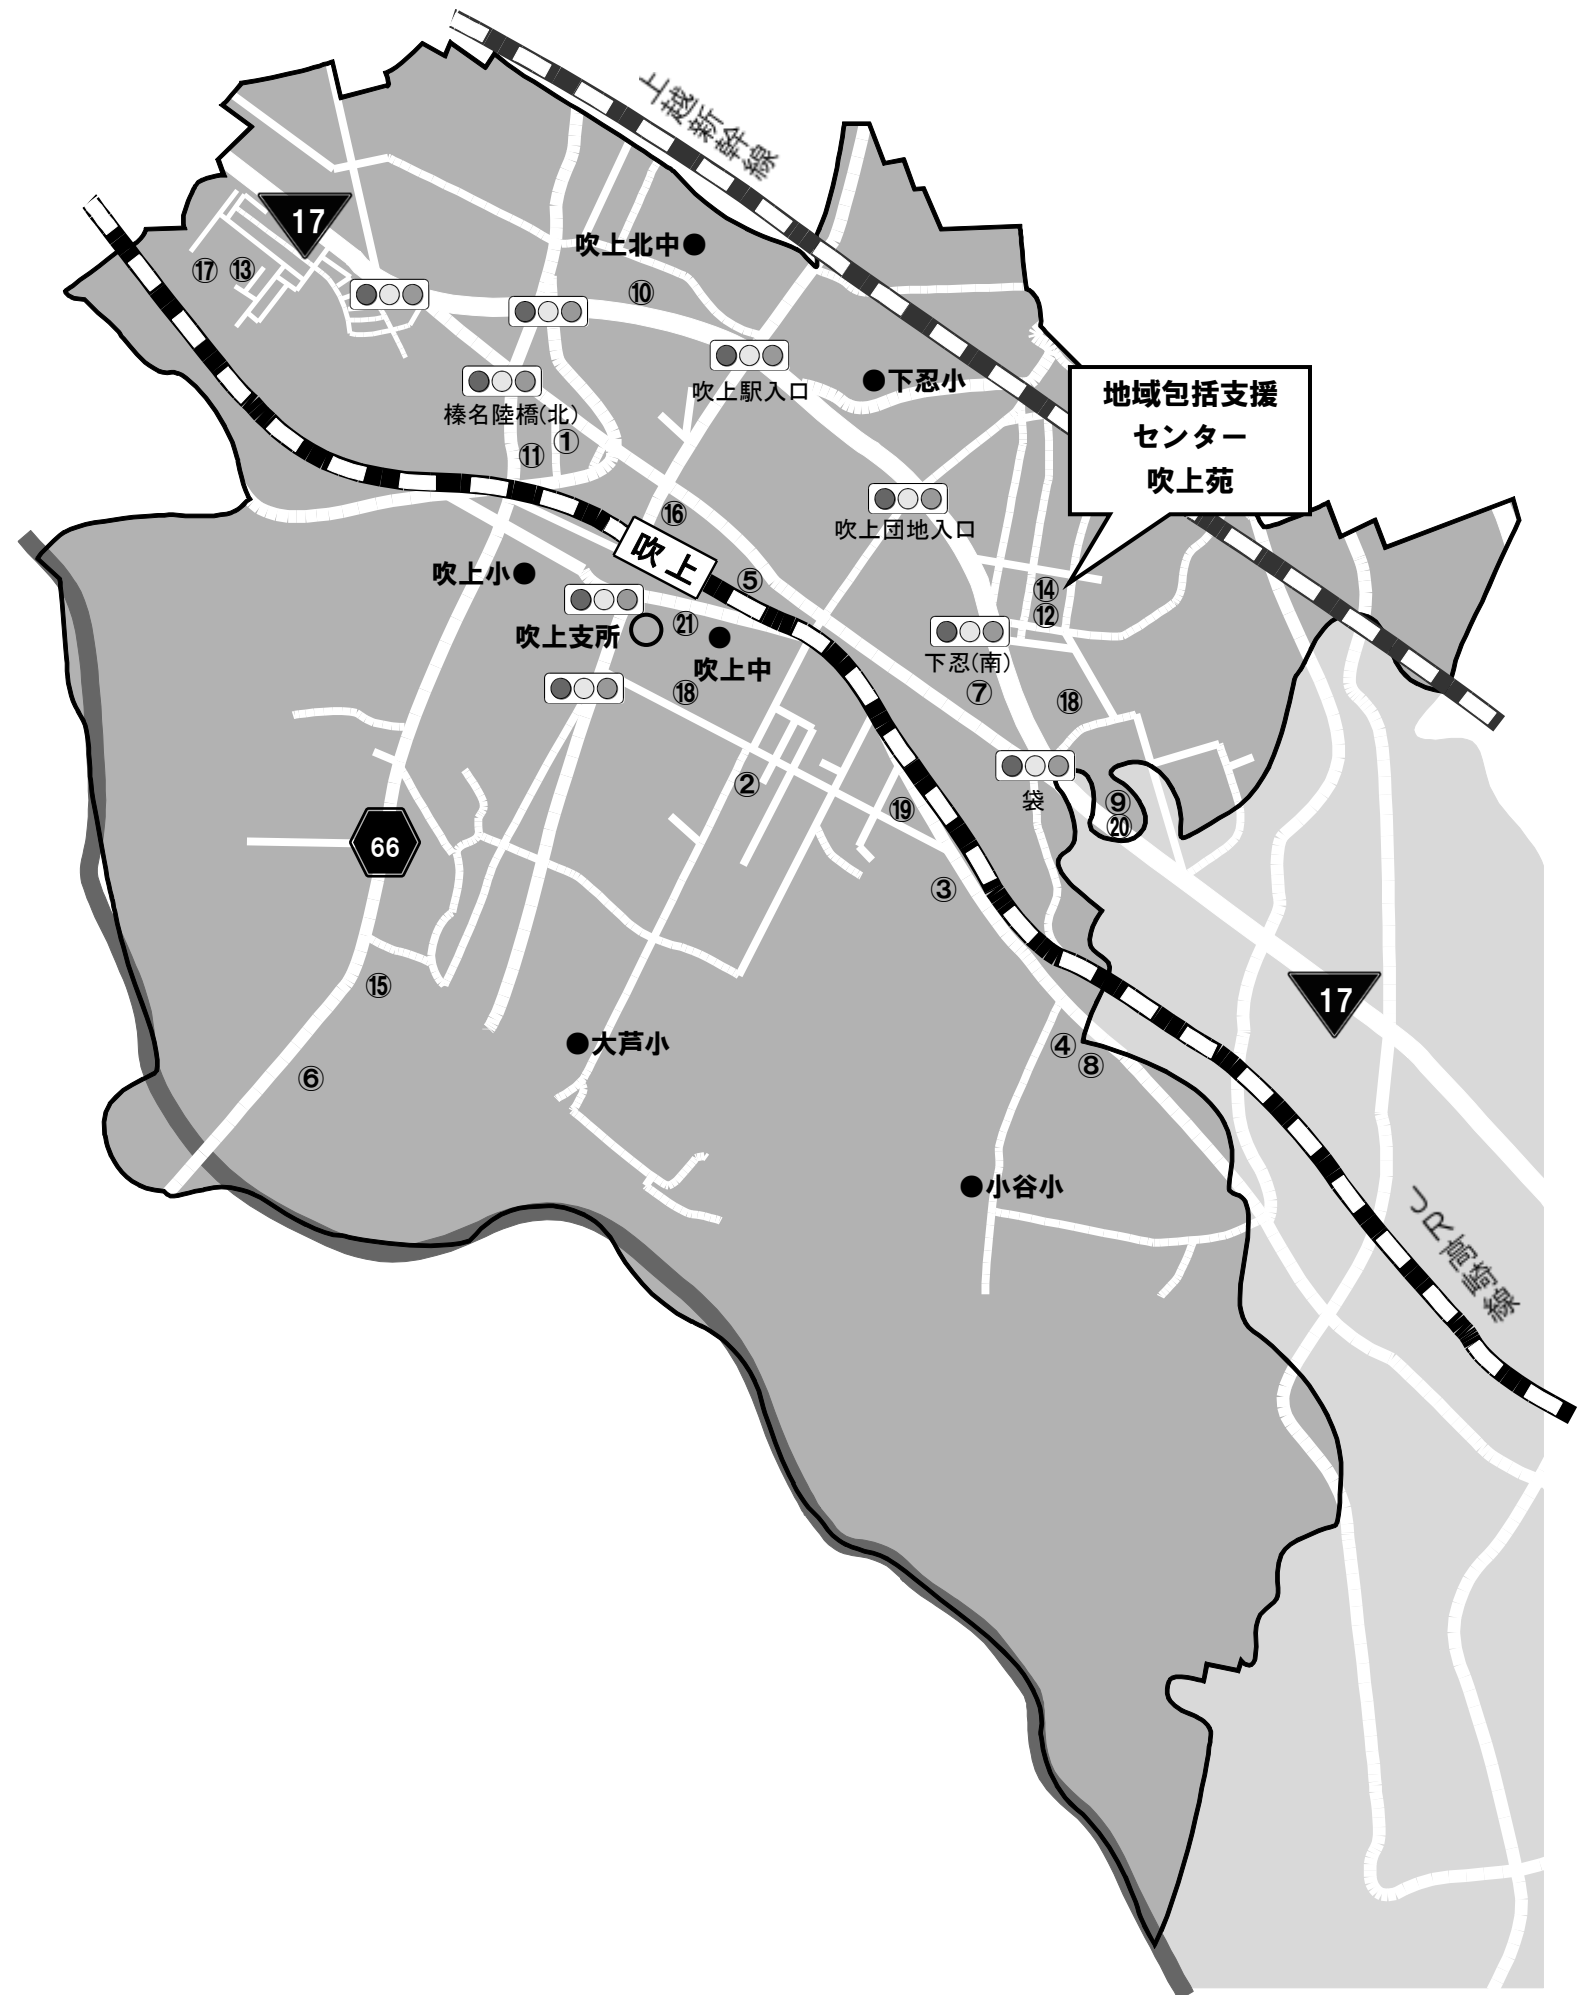 上越新幹線
17
吹上北中
⑰
⑬
⑩
吹上駅入口
下忍小
地域包括支援
センター
吹上苑
榛名陸橋(北)
①
⑪
⑯
吹上団地入口
吹上
吹上小
⑤
⑭
⑫
㉑
吹上支所
吹上中
下忍(南)
⑱
⑦
⑱
袋
②
⑨
⑳
⑲
66
③
⑮
17
大芦小
④
⑧
⑥
小谷小
JR高崎線